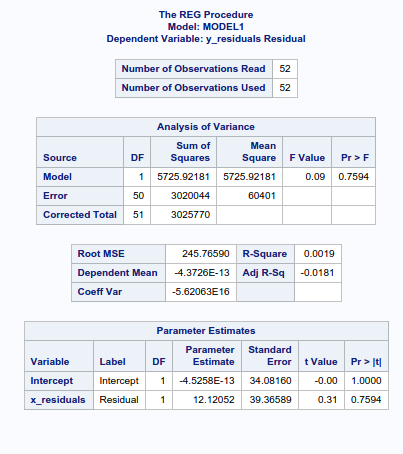 The REG Procedure
Model: MODEL1
Dependent Variable: y_residuals Residual
Number of Observations Read 52
Number of Observations Used 52
Analysis of Variance
Source DF Sum of Squares Mean Square F Value Pr > F
Model 1 5725.92181 5725.92181 0.09 0.7594
Error 50 3020044 60401
Corrected Total 51 3025770
Root MSE 245.76590 R-Square 0.0019
Dependent Mean -4.3726E-13 Adj R-Sq -0.0181
Coeff Var -5.62063E16
Parameter Estimates
Variable Label DF Parameter Estimate Standard Error t Value Pr > |t|
Intercept Intercept 1 -4.5258E-13 34.08160 -0.00 1.0000
x_residuals Residual 1 12.12052 39.36589 0.31 0.7594